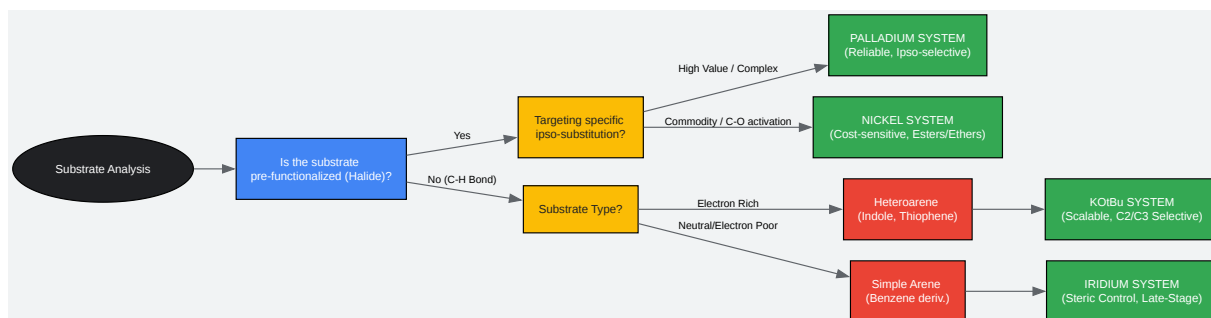 PALLADIUM SYSTEM
(Reliable, Ipso-selective)
High Value / Complex
Targeting specific
ipso-substitution?
Commodity / C-O activation
NICKEL SYSTEM
(Cost-sensitive, Esters/Ethers)
Yes
Substrate Analysis
Is the substrate
pre-functionalized (Halide)?
No (C-H Bond)
Substrate Type?
Electron Rich
Heteroarene
(Indole, Thiophene)
KOtBu SYSTEM
(Scalable, C2/C3 Selective)
Neutral/Electron Poor
Simple Arene
(Benzene deriv.)
IRIDIUM SYSTEM
(Steric Control, Late-Stage)